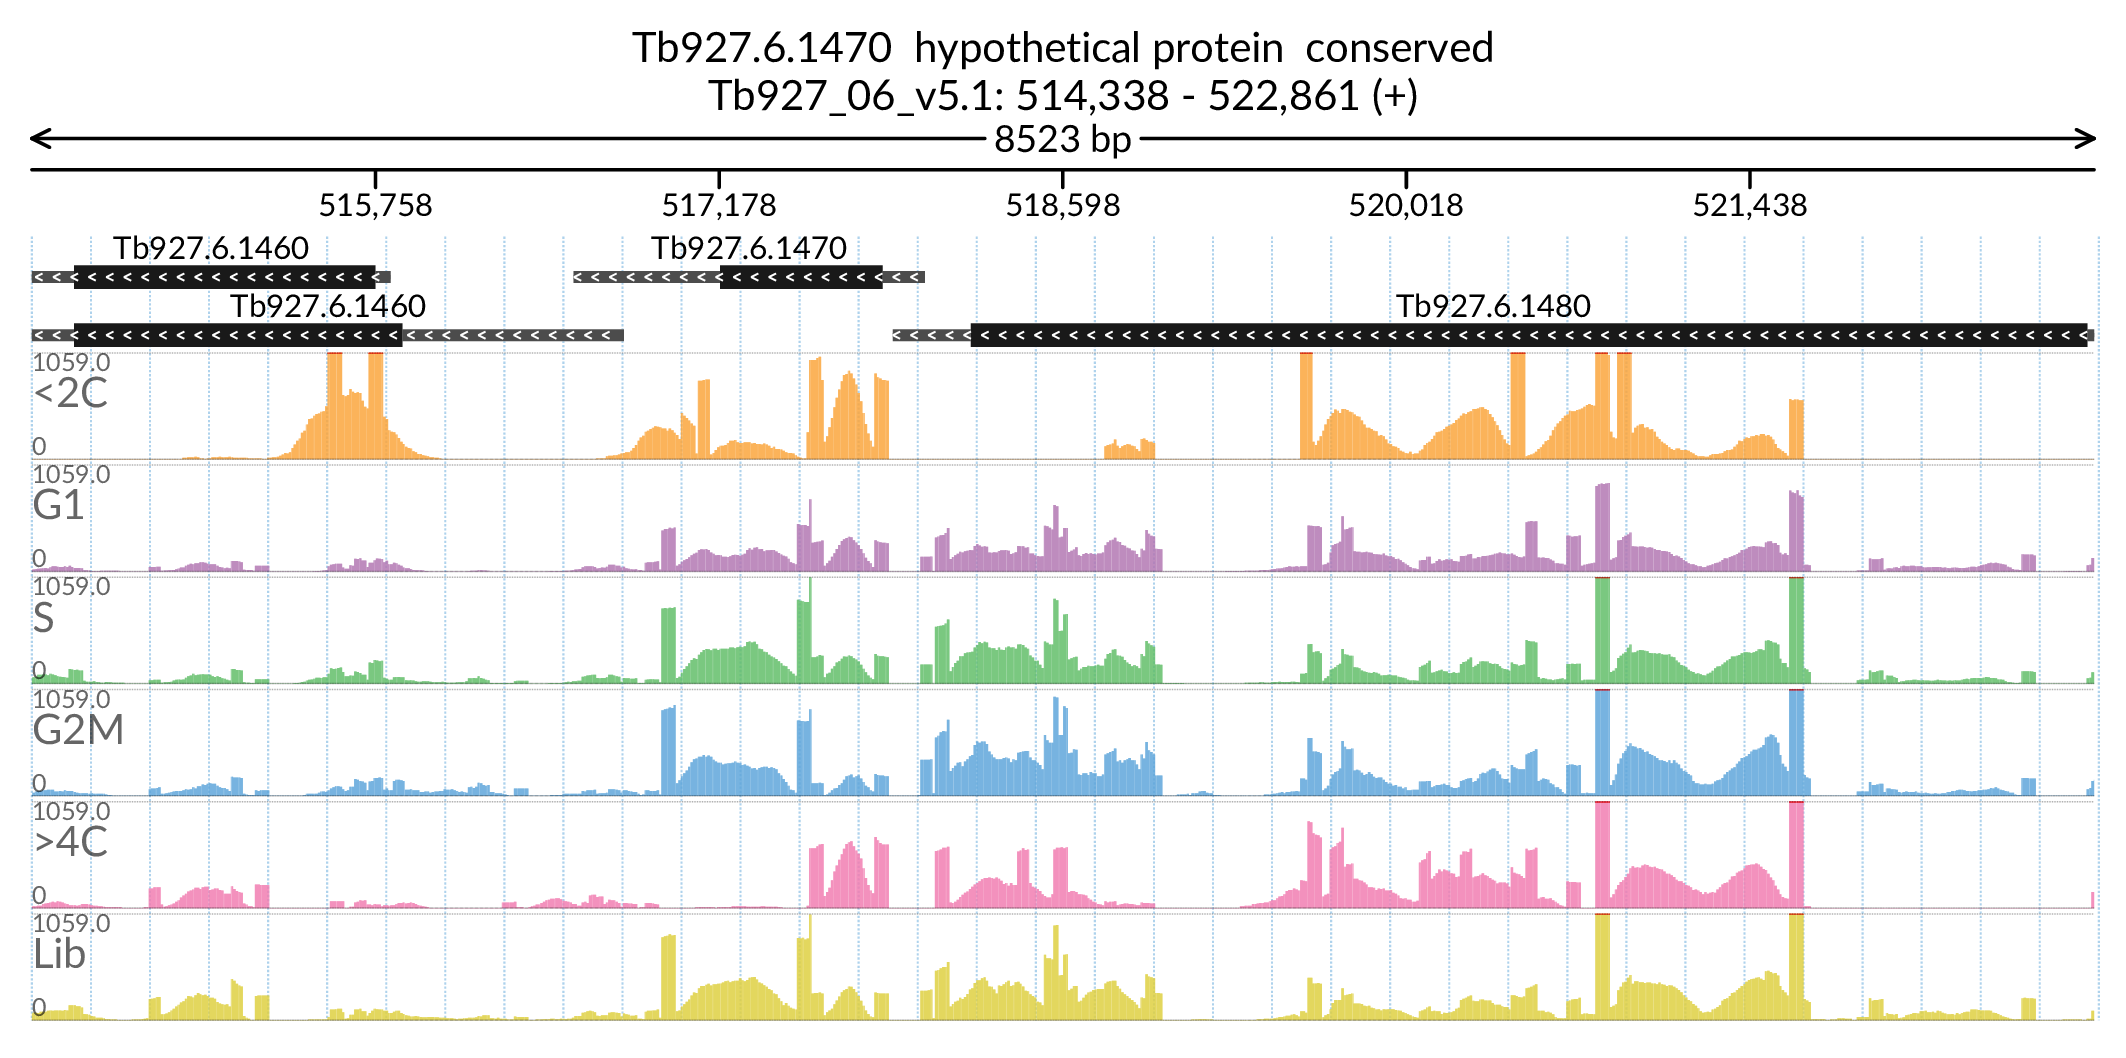 Tb927.6.1470 hypothetical protein conserved
Tb927_06_v5.1: 514,338 - 522,861 (+)
8523 bp
515,758 517,178 518,598 520,018 521,438
Tb927.6.1460 Tb927.6.1470
Tb927.6.1460 Tb927.6.1480
1059.0
<2C
0
1059.0
G1
0
1059.0
S
0
1059.0
G2M
0
1059.0
>4C
0
1059.0
Lib
0